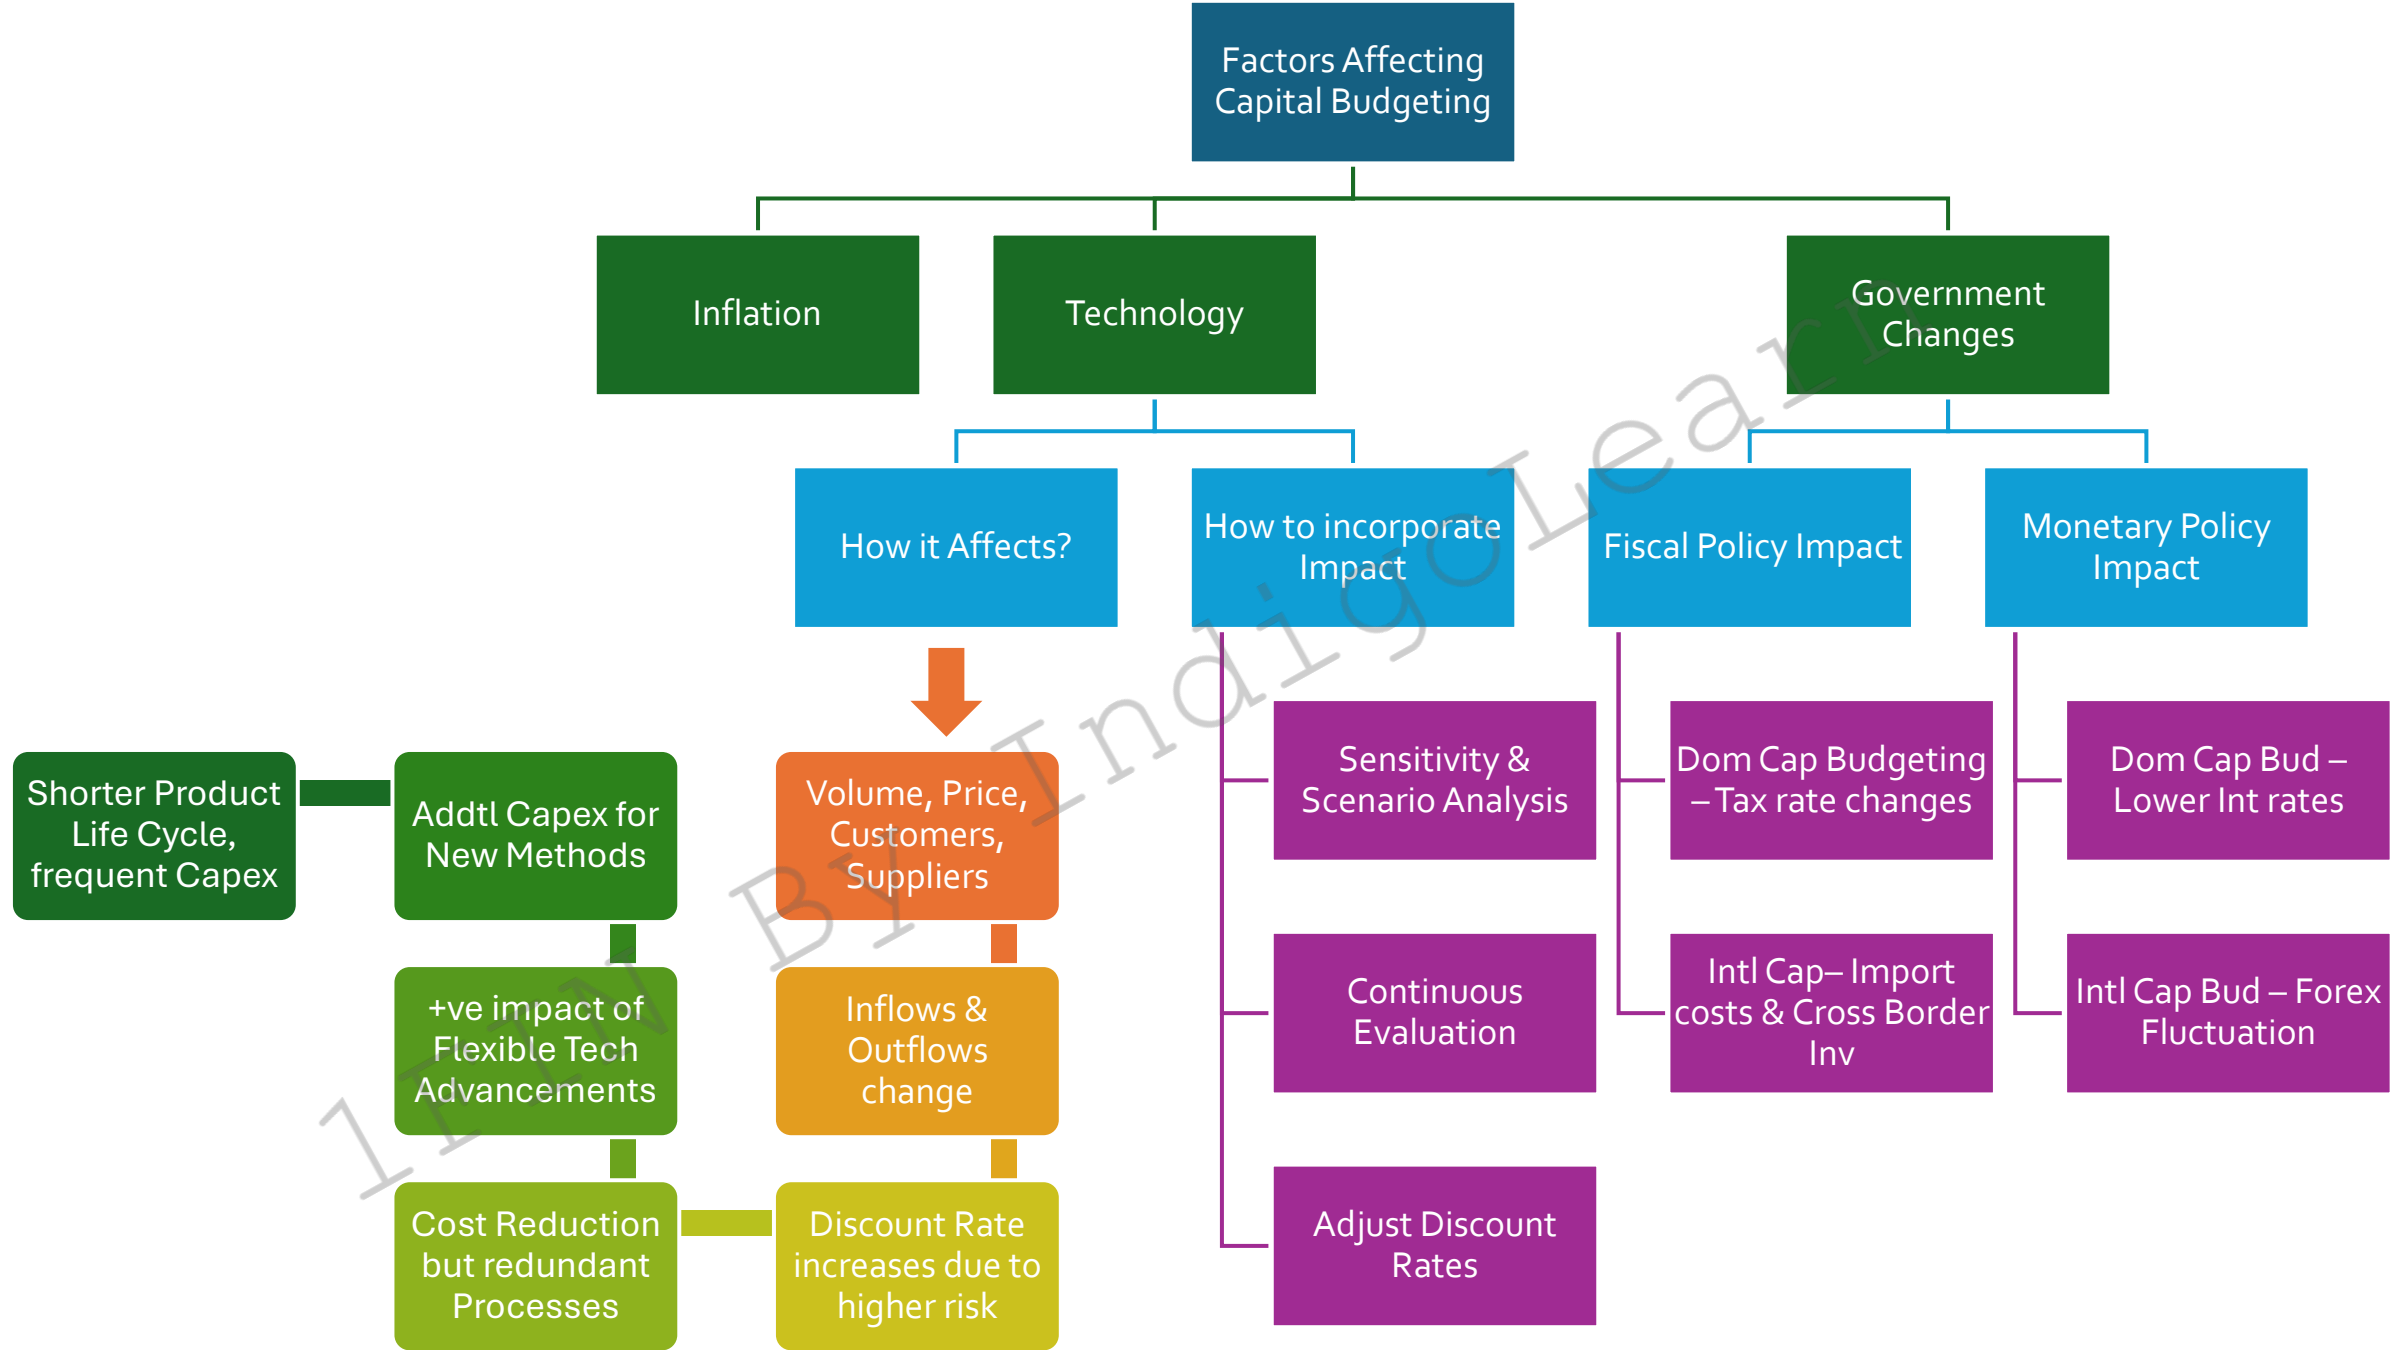 Factors Affecting
Capital Budgeting
Inflation
Technology
Government
Changes
How it Affects?
How to incorporate
Impact
Fiscal Policy Impact
Monetary Policy
Impact
Shorter Product
Life Cycle,
frequent Capex
Addtl Capex for
New Methods
Volume, Price,
Customers,
Suppliers
Sensitivity &
Scenario Analysis
Dom Cap Budgeting
– Tax rate changes
Dom Cap Bud –
Lower Int rates
+ve impact of
Flexible Tech
Advancements
Inflows &
Outflows
change
Continuous
Evaluation
Intl Cap– Import
costs & Cross Border
Inv
Intl Cap Bud – Forex
Fluctuation
Cost Reduction
but redundant
Processes
Discount Rate
increases due to
higher risk
Adjust Discount
Rates
1FIN By IndigoLearn